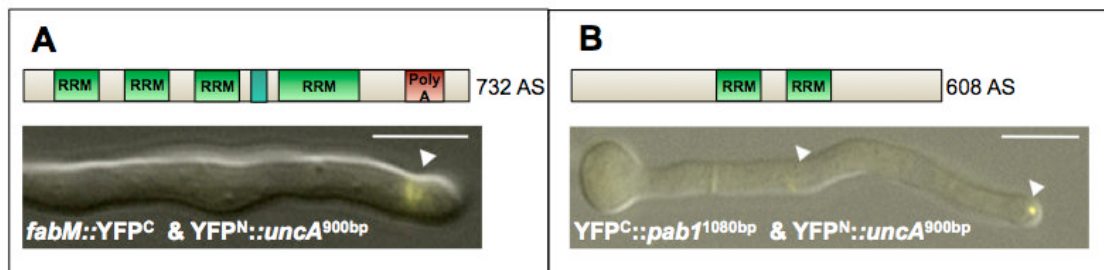 A
RRM RRM RRM RRM Poly A 732 AS
fabM::YFPᶜ & YFPᴺ::uncA⁹⁰⁰ᵇᵖ
B
RRM RRM 608 AS
YFPᶜ::pab1¹⁰⁸⁰ᵇᵖ & YFPᴺ::uncA⁹⁰⁰ᵇᵖ